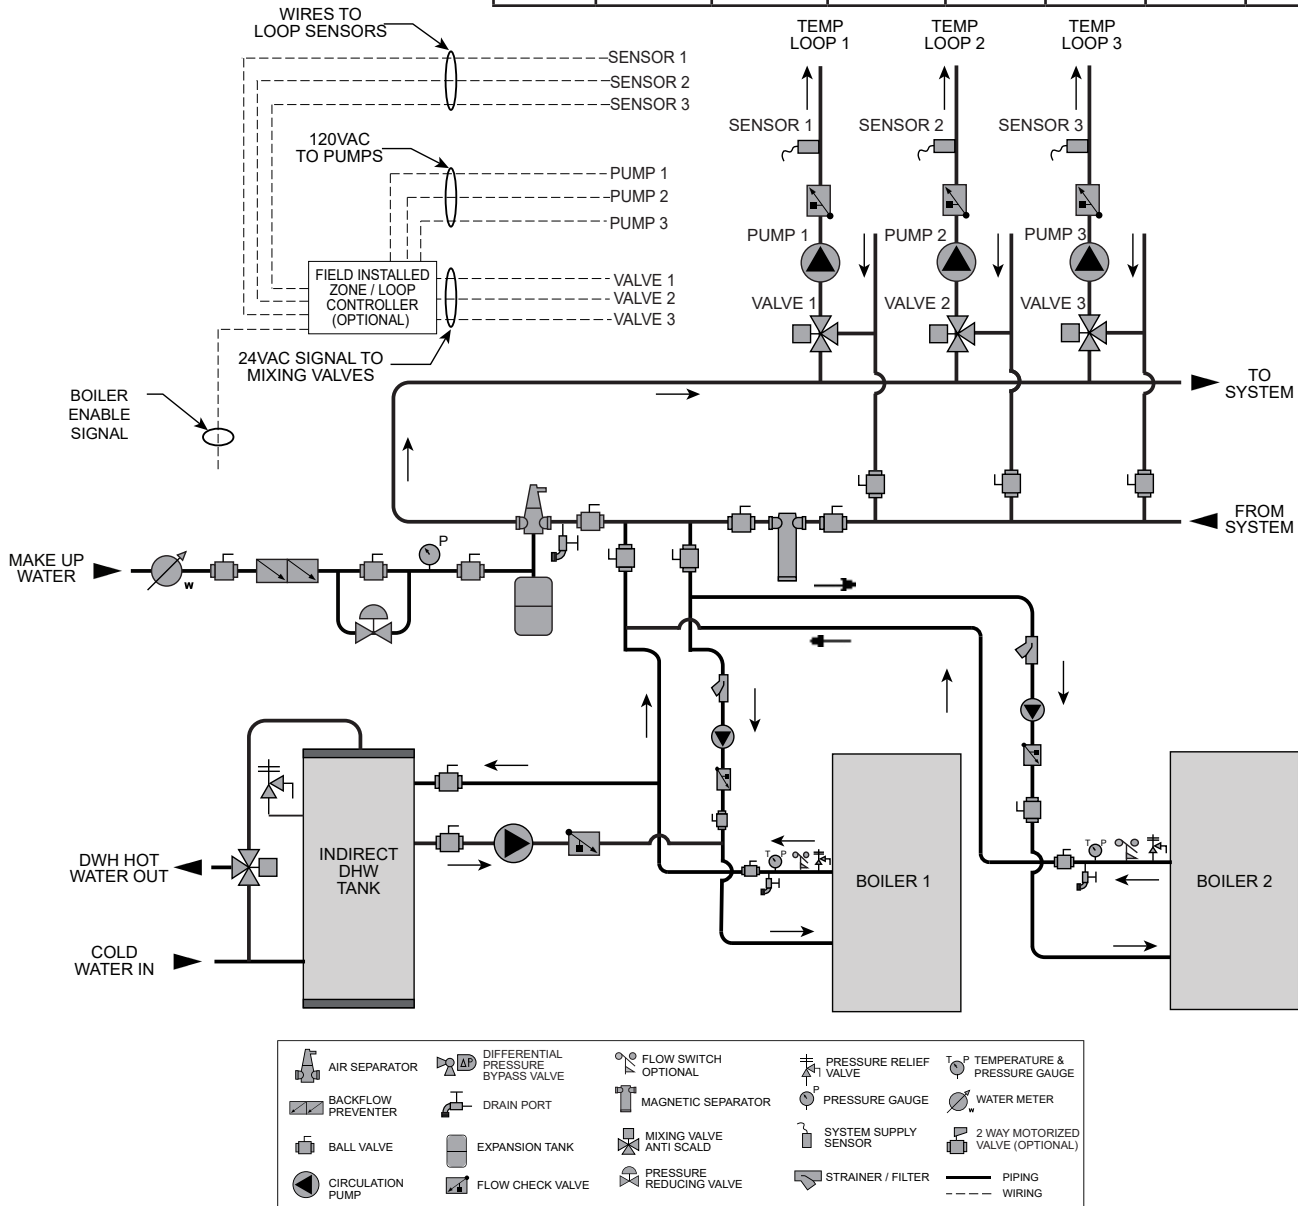 WIRES TO
LOOP SENSORS
SENSOR 1
SENSOR 2
SENSOR 3
120VAC
TO PUMPS
PUMP 1
PUMP 2
PUMP 3
FIELD INSTALLED
ZONE / LOOP
CONTROLLER
(OPTIONAL)
VALVE 1
VALVE 2
VALVE 3
24VAC SIGNAL TO
MIXING VALVES
BOILER
ENABLE
SIGNAL
TEMP
LOOP 1
TEMP
LOOP 2
TEMP
LOOP 3
SENSOR 1
SENSOR 2
SENSOR 3
PUMP 1
PUMP 2
PUMP 3
VALVE 1
VALVE 2
VALVE 3
TO
SYSTEM
FROM
SYSTEM
MAKE UP
WATER
w
P
INDIRECT
DHW
TANK
DWH HOT
WATER OUT
COLD
WATER IN
T P
BOILER 1
T P
BOILER 2
AIR SEPARATOR
BACKFLOW
PREVENTER
BALL VALVE
CIRCULATION
PUMP
ΔP
DIFFERENTIAL
PRESSURE
BYPASS VALVE
DRAIN PORT
EXPANSION TANK
FLOW CHECK VALVE
FLOW SWITCH
OPTIONAL
MAGNETIC SEPARATOR
MIXING VALVE
ANTI SCALD
PRESSURE
REDUCING VALVE
PRESSURE RELIEF
VALVE
P
PRESSURE GAUGE
SYSTEM SUPPLY
SENSOR
STRAINER / FILTER
T P
TEMPERATURE &
PRESSURE GAUGE
w
WATER METER
2 WAY MOTORIZED
VALVE (OPTIONAL)
PIPING
WIRING